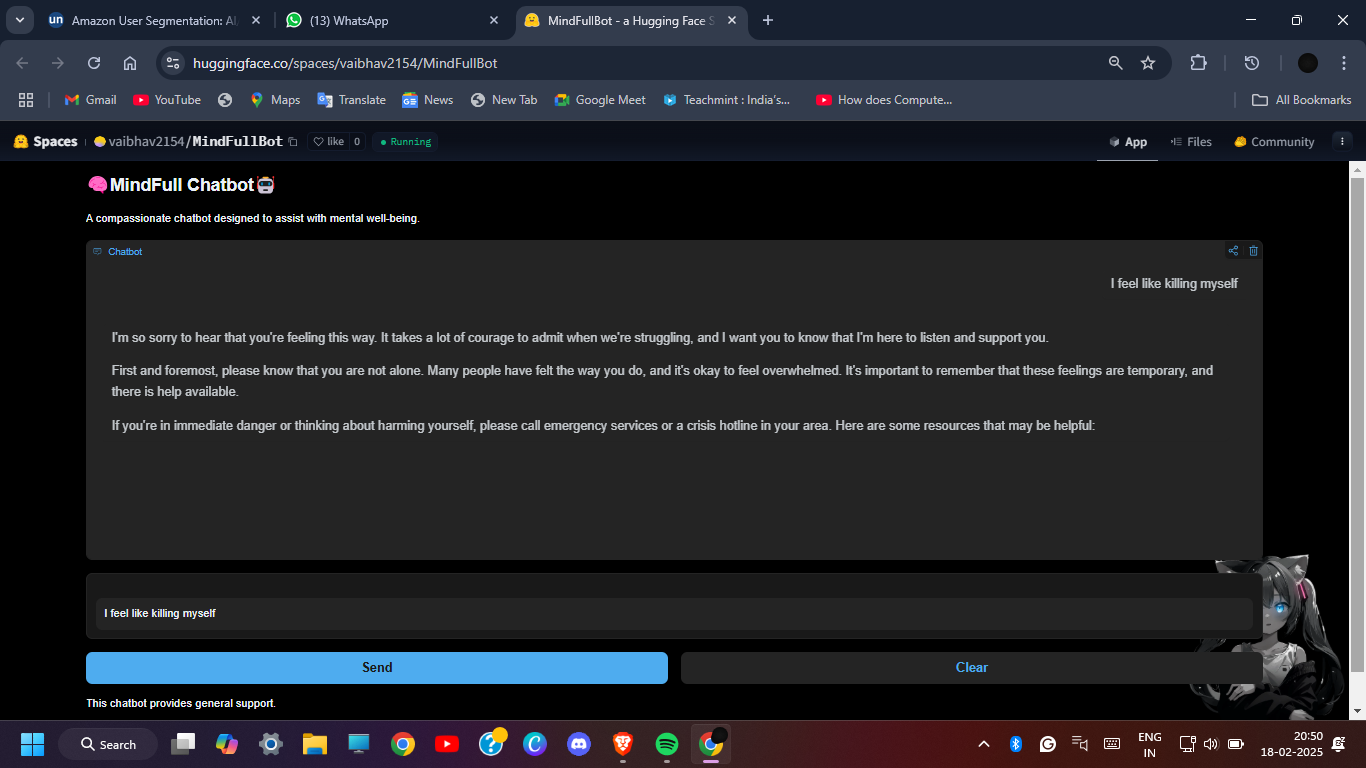 Amazon User Segmentation: AI
(13) WhatsApp
MindFullBot - a Hugging Face S
huggingface.co/spaces/vaibhav2154/MindFullBot
Gmail
YouTube
Maps
Translate
News
New Tab
Google Meet
Teachmint : India's...
How does Compute...
All Bookmarks
Spaces
vaibhav2154/MindFullBot
like 0
Running
App
Files
Community
MindFull Chatbot
A compassionate chatbot designed to assist with mental well-being.
Chatbot
I feel like killing myself
I'm so sorry to hear that you're feeling this way. It takes a lot of courage to admit when we're struggling, and I want you to know that I'm here to listen and support you.
First and foremost, please know that you are not alone. Many people have felt the way you do, and it's okay to feel overwhelmed. It's important to remember that these feelings are temporary, and
there is help available.
If you're in immediate danger or thinking about harming yourself, please call emergency services or a crisis hotline in your area. Here are some resources that may be helpful:
I feel like killing myself
Send
Clear
This chatbot provides general support.
Search
ENG
IN
20:50
18-02-2025